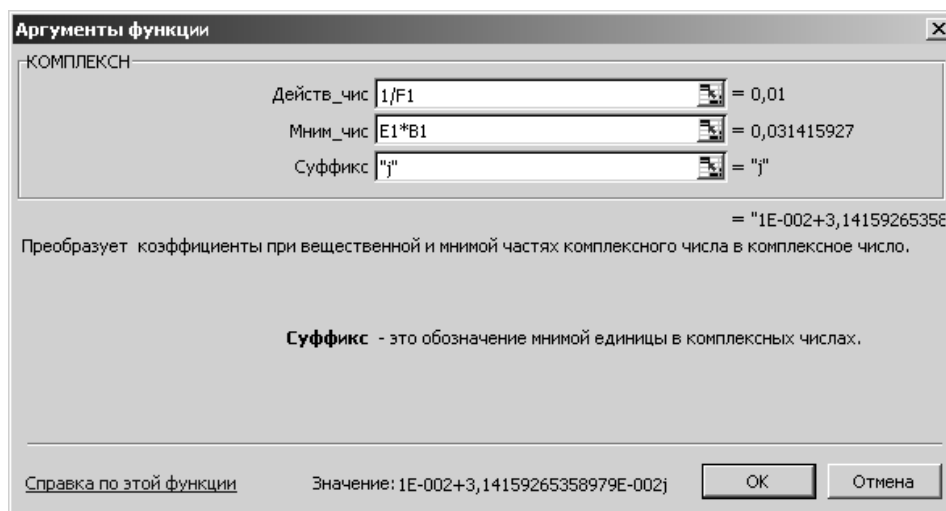 Аргументы функции
КОМПЛЕКСН
Действ_чис 1/F1 = 0,01
Мним_чис E1*B1 = 0,031415927
Суффикс "j" = "j"
= "1E-002+3,14159265358
Преобразует коэффициенты при вещественной и мнимой частях комплексного числа в комплексное число.
Суффикс - это обозначение мнимой единицы в комплексных числах.
Справка по этой функции Значение: 1E-002+3,14159265358979E-002j OK Отмена